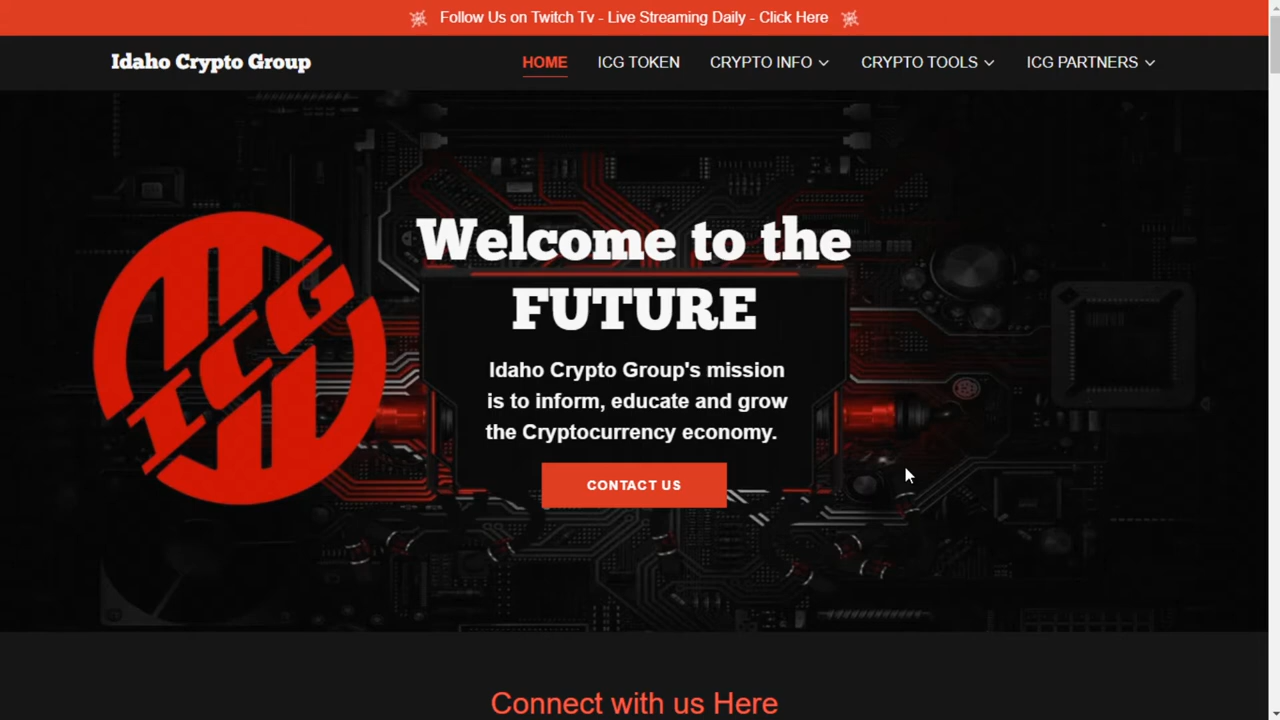 Follow Us on Twitch Tv - Live Streaming Daily - Click Here
Idaho Crypto Group
HOME
ICG TOKEN
CRYPTO INFO
CRYPTO TOOLS
ICG PARTNERS
Welcome to the
FUTURE
ICG
Idaho Crypto Group's mission
is to inform, educate and grow
the Cryptocurrency economy.
CONTACT US
Connect with us Here